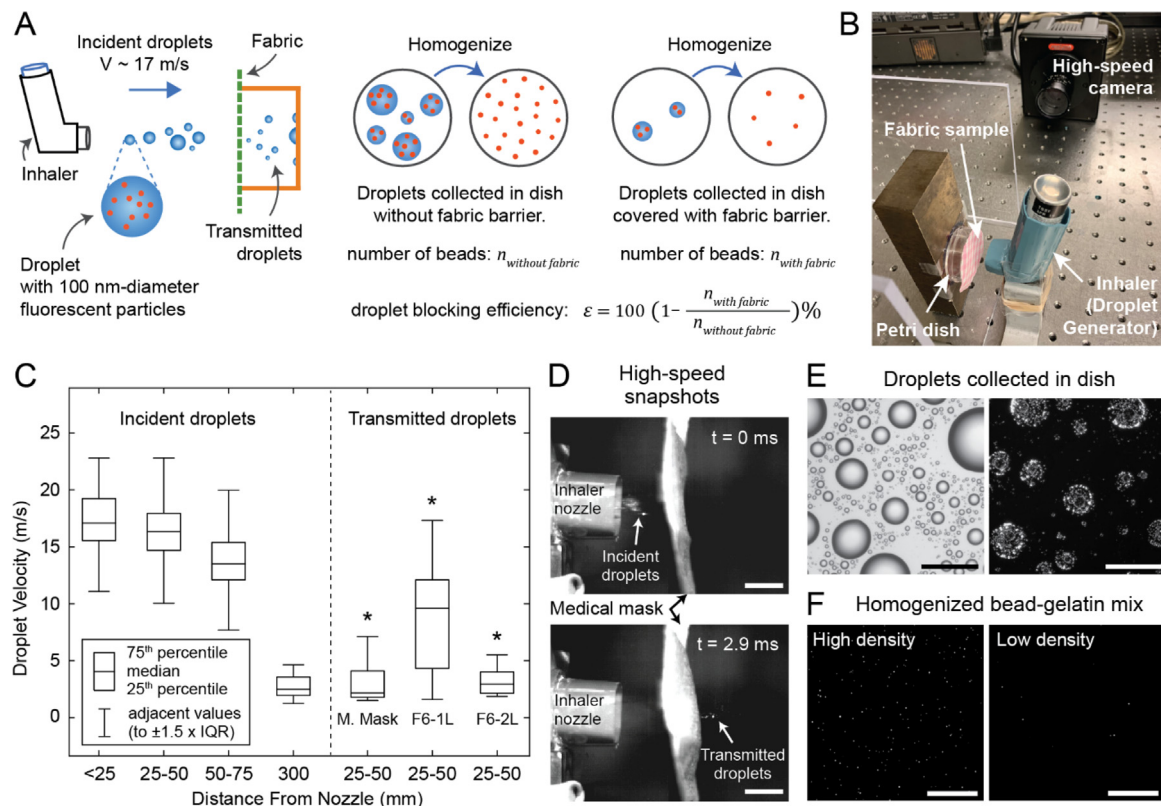 A
Incident droplets
V ~ 17 m/s
Fabric
Inhaler
Transmitted
droplets
Droplet
with 100 nm-diameter
fluorescent particles
Homogenize
Droplets collected in dish
without fabric barrier.
number of beads: n without fabric
Homogenize
Droplets collected in dish
covered with fabric barrier.
number of beads: n with fabric
droplet blocking efficiency: ε = 100 (1- n with fabric / n without fabric )%
B
High-speed
camera
Fabric sample
Inhaler
(Droplet
Generator)
Petri dish
C
Incident droplets
Transmitted droplets
Droplet Velocity (m/s)
25
20
15
10
5
0
75th percentile
median
25th percentile
adjacent values
(to ±1.5 x IQR)
*
*
*
M. Mask
F6-1L
F6-2L
<25
25-50
50-75
300
25-50
25-50
25-50
Distance From Nozzle (mm)
D
High-speed
snapshots
t = 0 ms
Inhaler
nozzle
Incident
droplets
Medical mask
t = 2.9 ms
Inhaler
nozzle
Transmitted
droplets
E
Droplets collected in dish
F
Homogenized bead-gelatin mix
High density
Low density